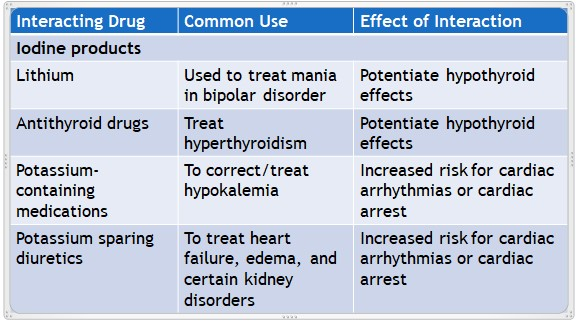 Interacting Drug Common Use Effect of Interaction
Iodine products
Lithium Used to treat mania Potentiate hypothyroid
in bipolar disorder effects
Antithyroid drugs Treat Potentiate hypothyroid
hyperthyroidism effects
Potassium- To correct/treat Increased risk for cardiac
containing hypokalemia arrhythmias or cardiac
medications arrest
Potassium sparing To treat heart Increased risk for cardiac
diuretics failure, edema, and arrhythmias or cardiac
certain kidney arrest
disorders